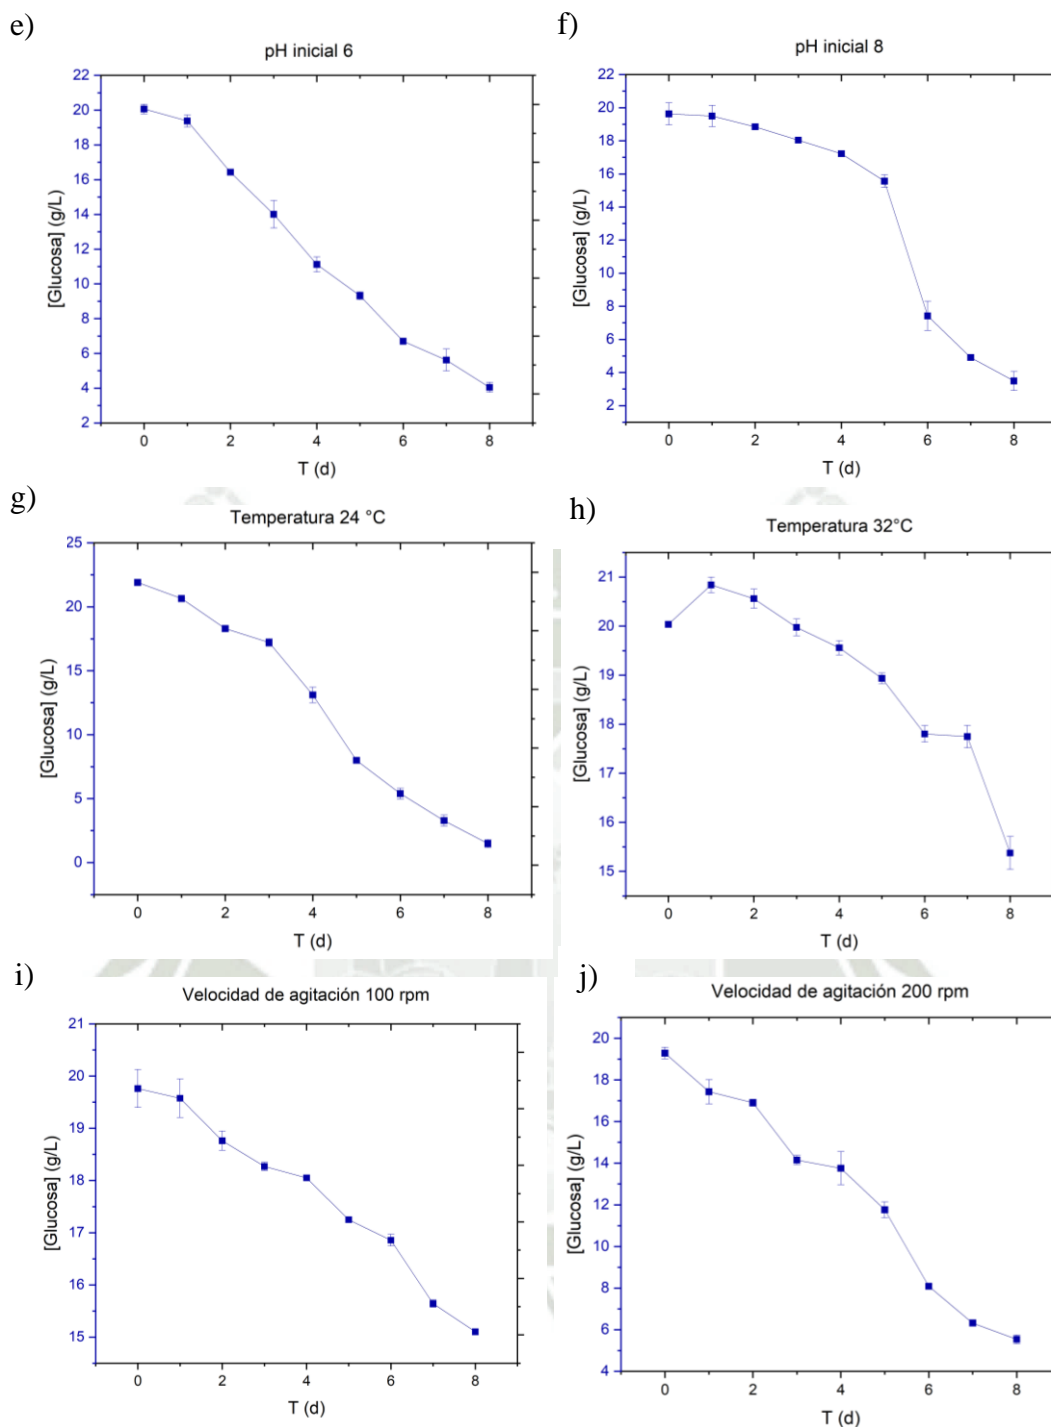 e)
pH inicial 6
22
20
18
16
14
12
10
8
6
4
2
[Glucosa] (g/L)
0 2 4 6 8
T (d)
f)
pH inicial 8
22
20
18
16
14
12
10
8
6
4
2
[Glucosa] (g/L)
0 2 4 6 8
T (d)
g)
Temperatura 24 °C
25
20
15
10
5
0
[Glucosa] (g/L)
0 2 4 6 8
T (d)
h)
Temperatura 32°C
21
20
19
18
17
16
15
[Glucosa] (g/L)
0 2 4 6 8
T (d)
i)
Velocidad de agitación 100 rpm
21
20
19
18
17
16
15
[Glucosa] (g/L)
0 2 4 6 8
T (d)
j)
Velocidad de agitación 200 rpm
20
18
16
14
12
10
8
6
4
[Glucosa] (g/L)
0 2 4 6 8
T (d)